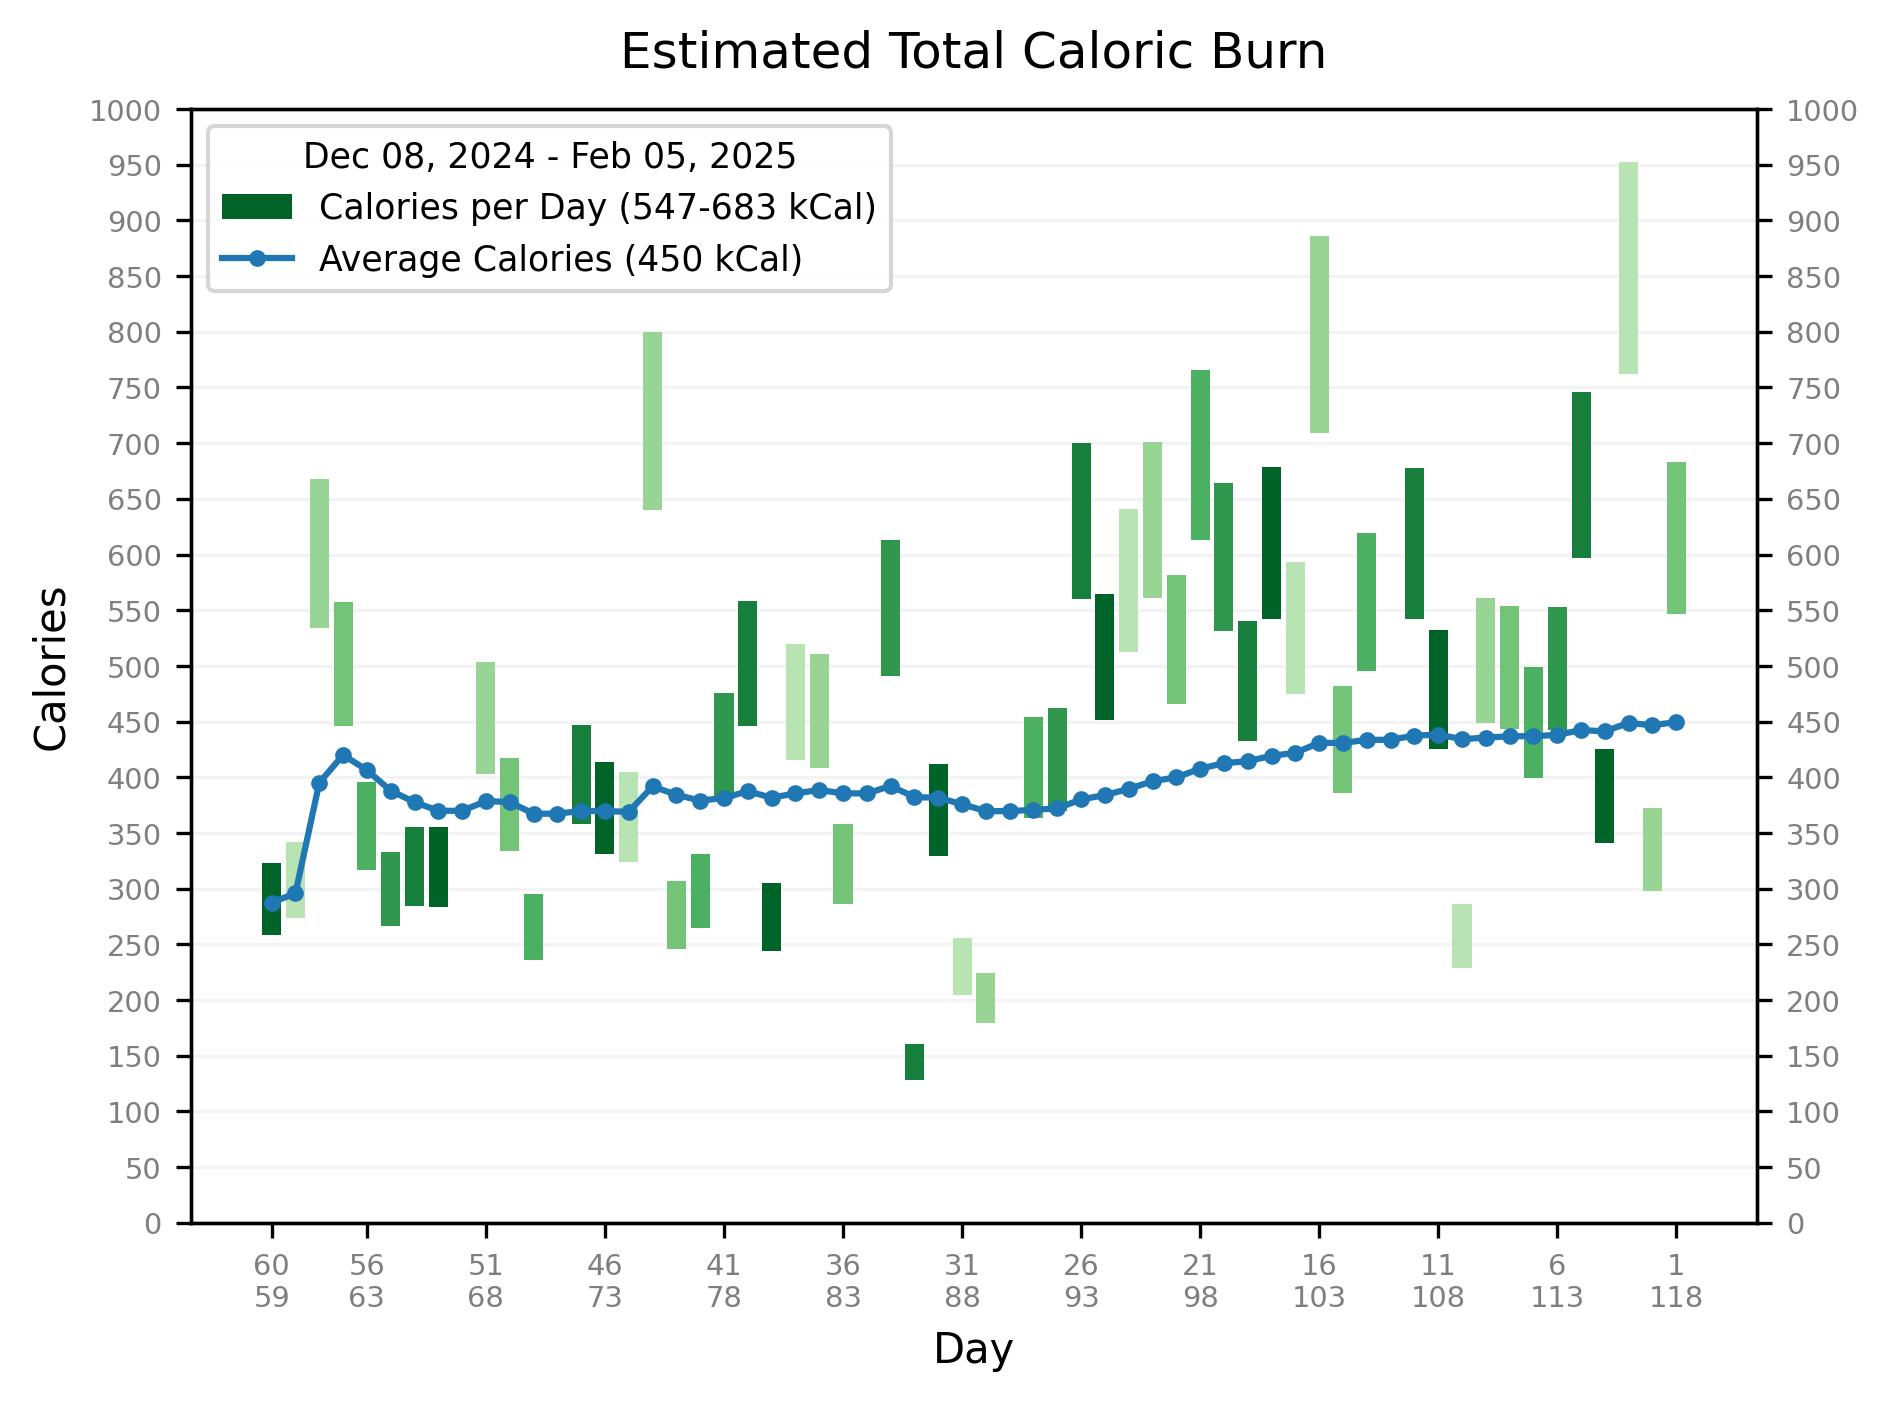 Estimated Total Caloric Burn
Dec 08, 2024 - Feb 05, 2025
Calories per Day (547-683 kCal)
Average Calories (450 kCal)
Calories
1000 1000
950 950
900 900
850 850
800 800
750 750
700 700
650 650
600 600
550 550
500 500
450 450
400 400
350 350
300 300
250 250
200 200
150 150
100 100
50 50
0 0
60 56 51 46 41 36 31 26 21 16 11 6 1
59 63 68 73 78 83 88 93 98 103 108 113 118
Day